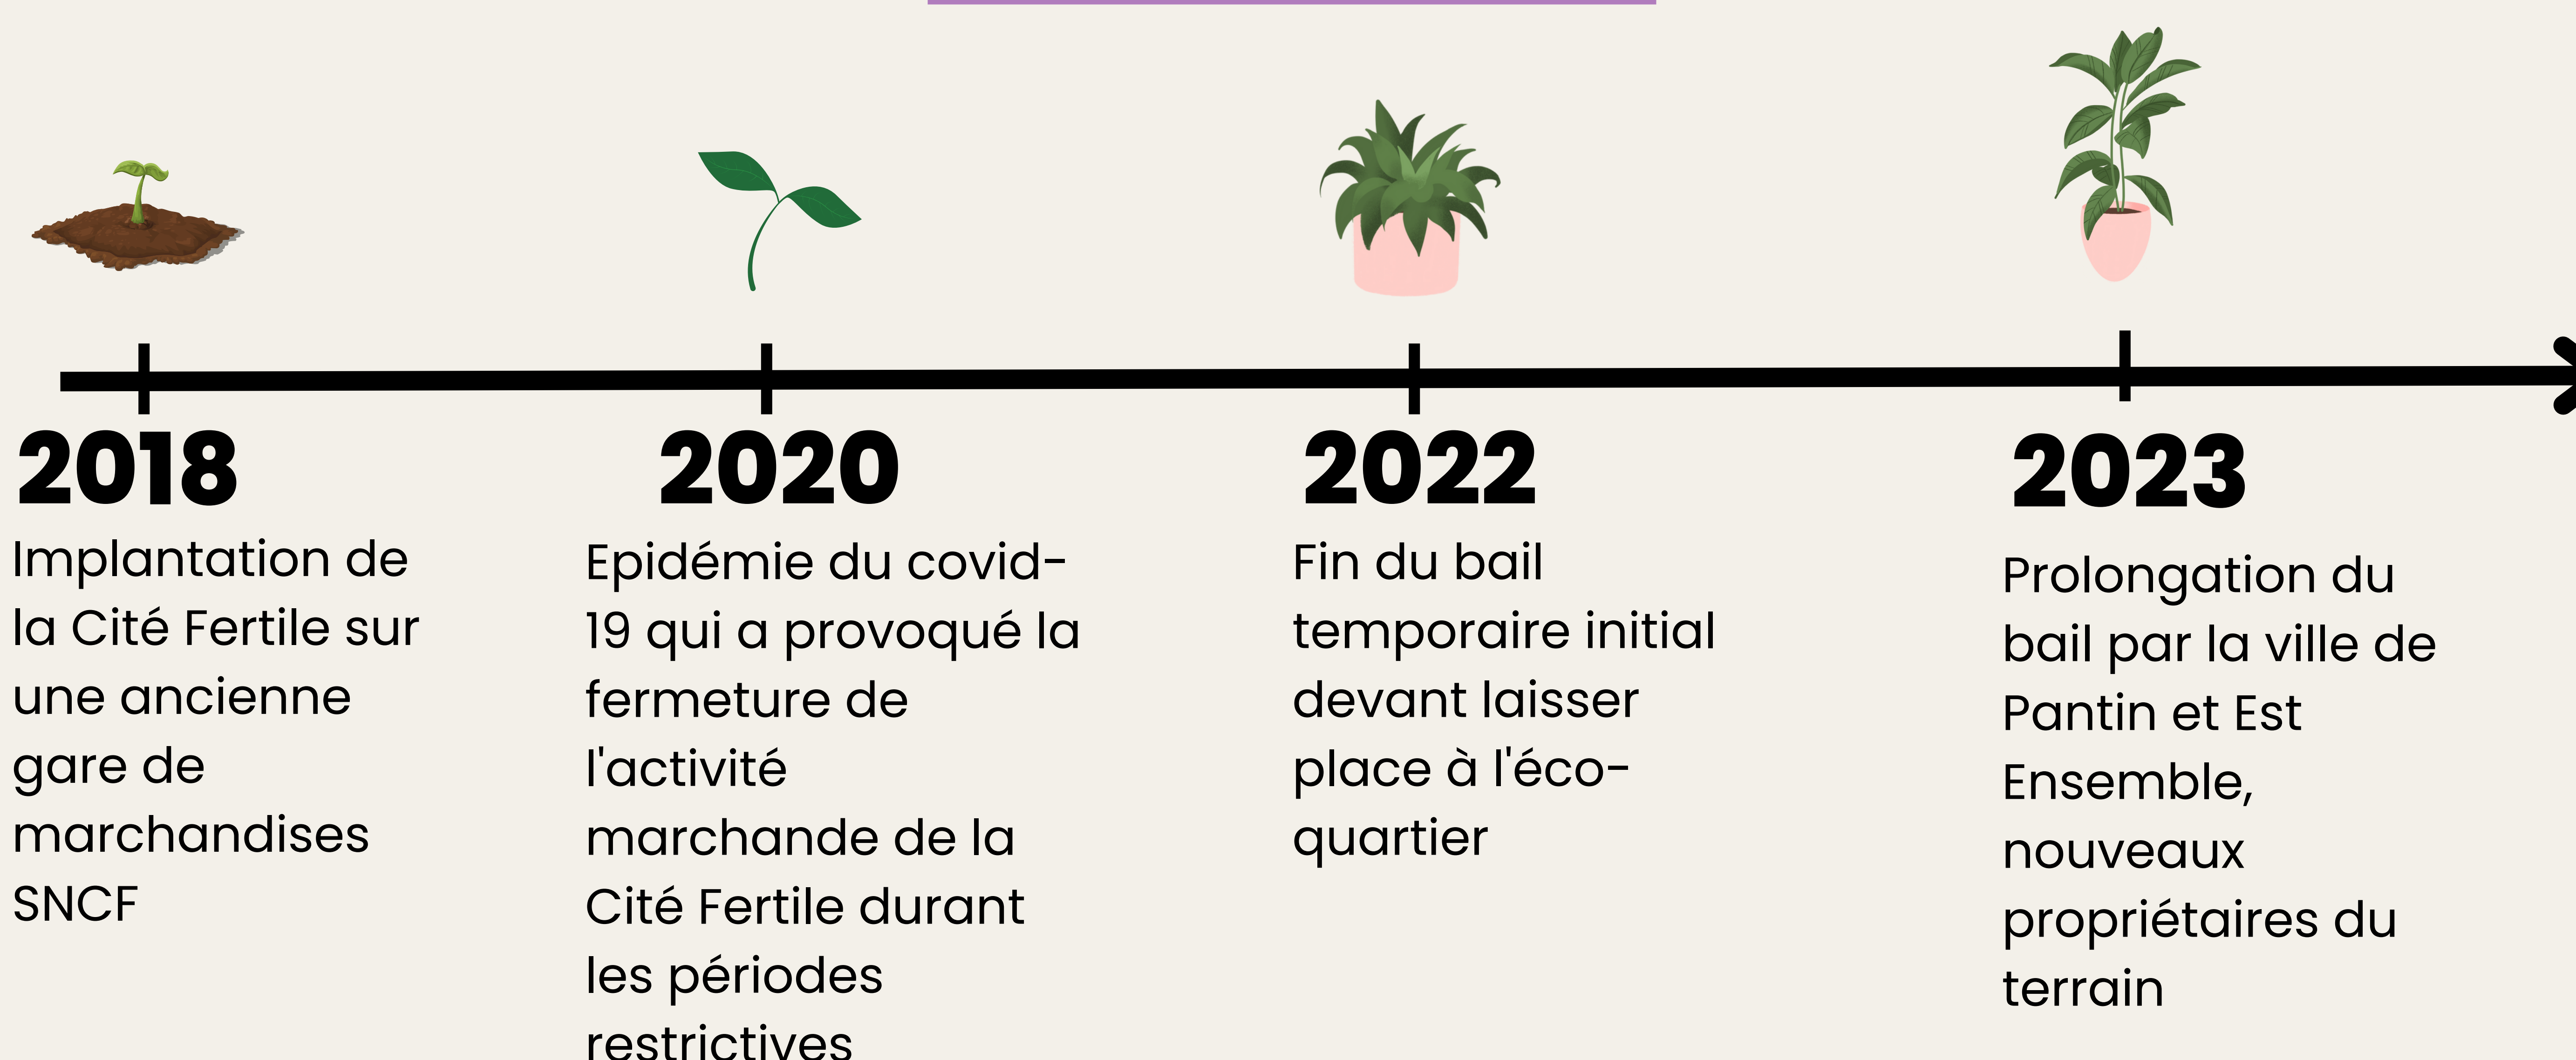 2018
Implantation de
la Cité Fertile sur
une ancienne
gare de
marchandises
SNCF
2020
Epidémie du covid-
19 qui a provoqué la
fermeture de
l'activité
marchande de la
Cité Fertile durant
les périodes
restrictives
2022
Fin du bail
temporaire initial
devant laisser
place à l'éco-
quartier
2023
Prolongation du
bail par la ville de
Pantin et Est
Ensemble,
nouveaux
propriétaires du
terrain